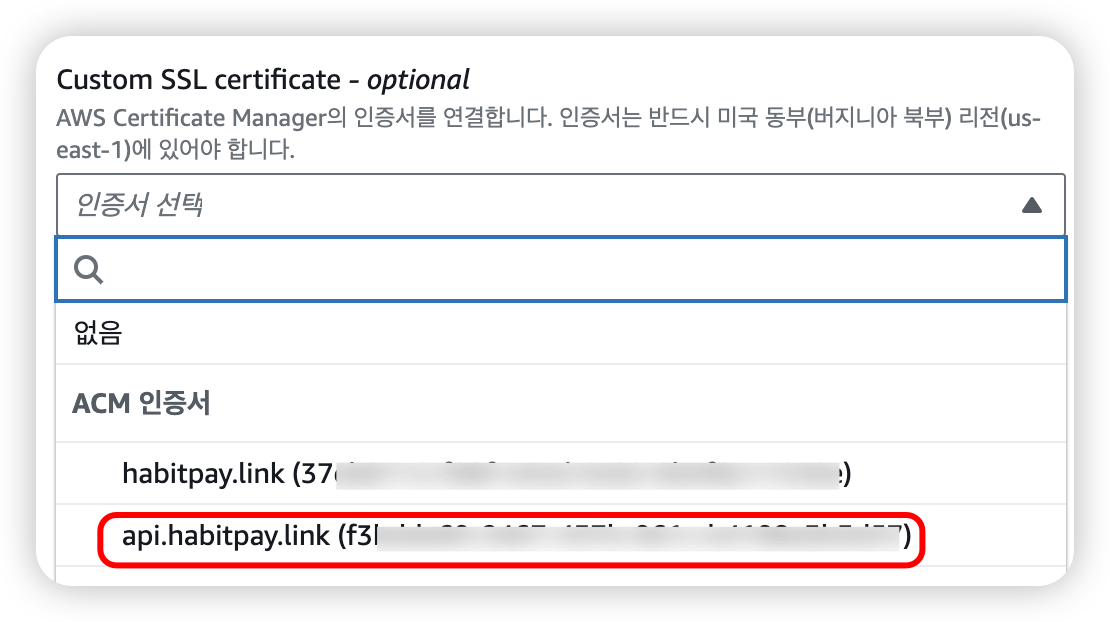 Custom SSL certificate - optional
AWS Certificate Manager의 인증서를 연결합니다. 인증서는 반드시 미국 동부(버지니아 북부) 리전(us-
east-1)에 있어야 합니다.
인증서 선택
없음
ACM 인증서
habitpay.link (37
api.habitpay.link (f3